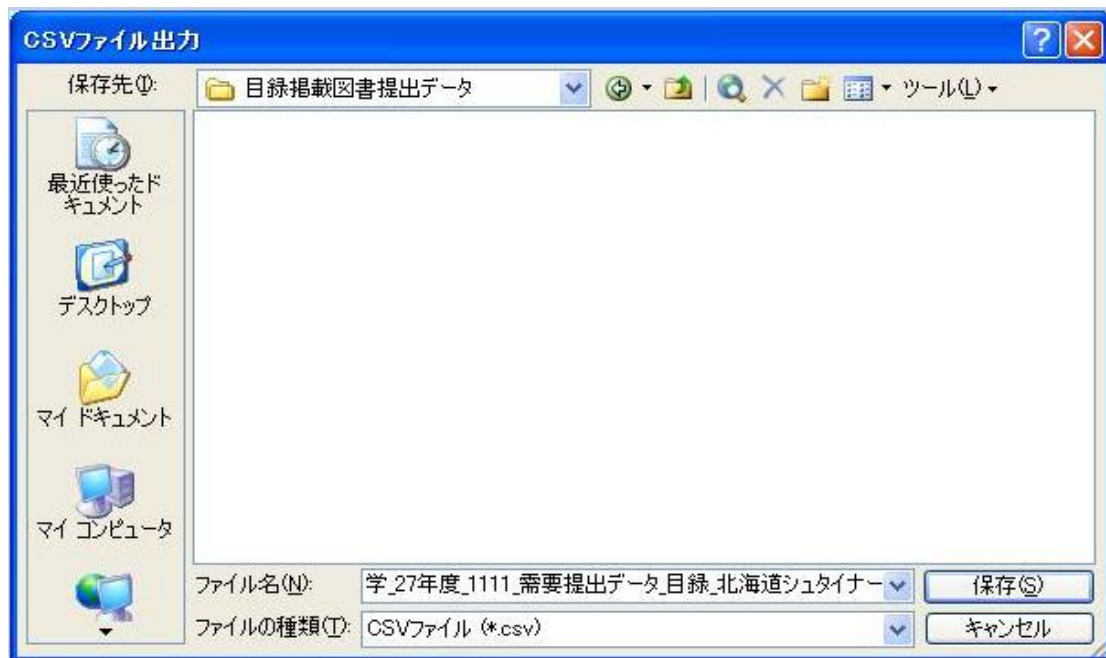 CSVファイル出力
保存先(I):
目録掲載図書提出データ
ツール(L)
最近使ったド
キュメント
デスクトップ
マイ ドキュメント
マイ コンピュータ
ファイル名(N):
学_27年度_1111_需要提出データ_目録_北海道シュタイナー
保存(S)
ファイルの種類(T):
CSVファイル (*.csv)
キャンセル